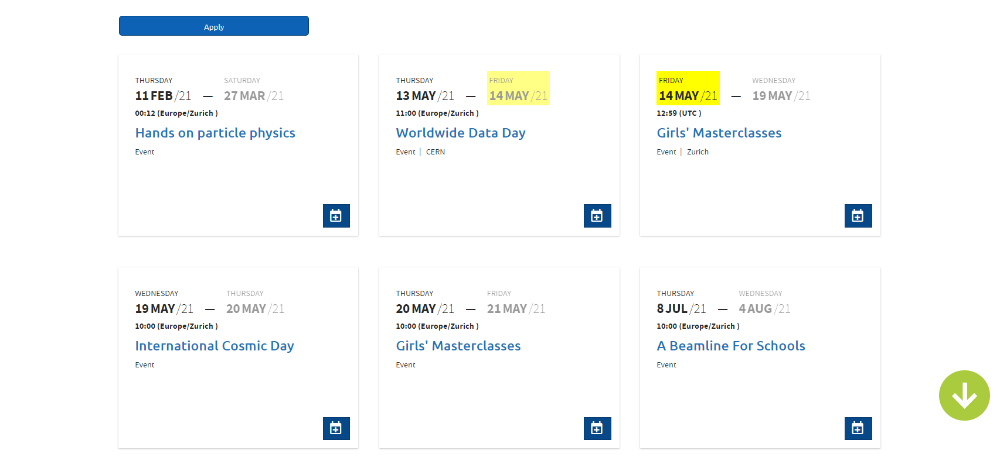 Apply
THURSDAY SATURDAY
11 FEB/21 — 27 MAR/21
00:12 (Europe/Zurich )
Hands on particle physics
Event
THURSDAY FRIDAY
13 MAY/21 — 14 MAY/21
11:00 (Europe/Zurich )
Worldwide Data Day
Event | CERN
FRIDAY WEDNESDAY
14 MAY/21 — 19 MAY/21
12:59 (UTC )
Girls' Masterclasses
Event | Zurich
WEDNESDAY THURSDAY
19 MAY/21 — 20 MAY/21
10:00 (Europe/Zurich )
International Cosmic Day
Event
THURSDAY FRIDAY
20 MAY/21 — 21 MAY/21
10:00 (Europe/Zurich )
Girls' Masterclasses
Event
THURSDAY WEDNESDAY
8 JUL/21 — 4 AUG/21
10:00 (Europe/Zurich )
A Beamline For Schools
Event